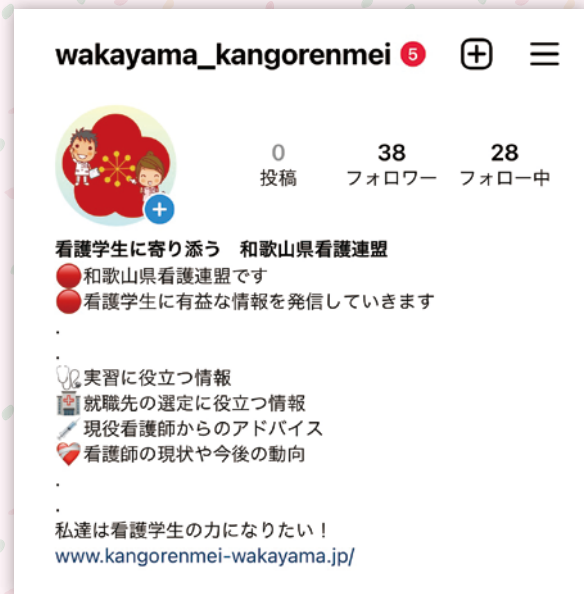 wakayama_kangorenmei 5
0 38 28
投稿 フォロワー フォロー中
看護学生に寄り添う 和歌山県看護連盟
🔴和歌山県看護連盟です
🔴看護学生に有益な情報を発信していきます
.
.
🩺実習に役立つ情報
🏥就職先の選定に役立つ情報
💉現役看護師からのアドバイス
❤️‍🩹看護師の現状や今後の動向
.
.
私達は看護学生の力になりたい！
www.kangorenmei-wakayama.jp/